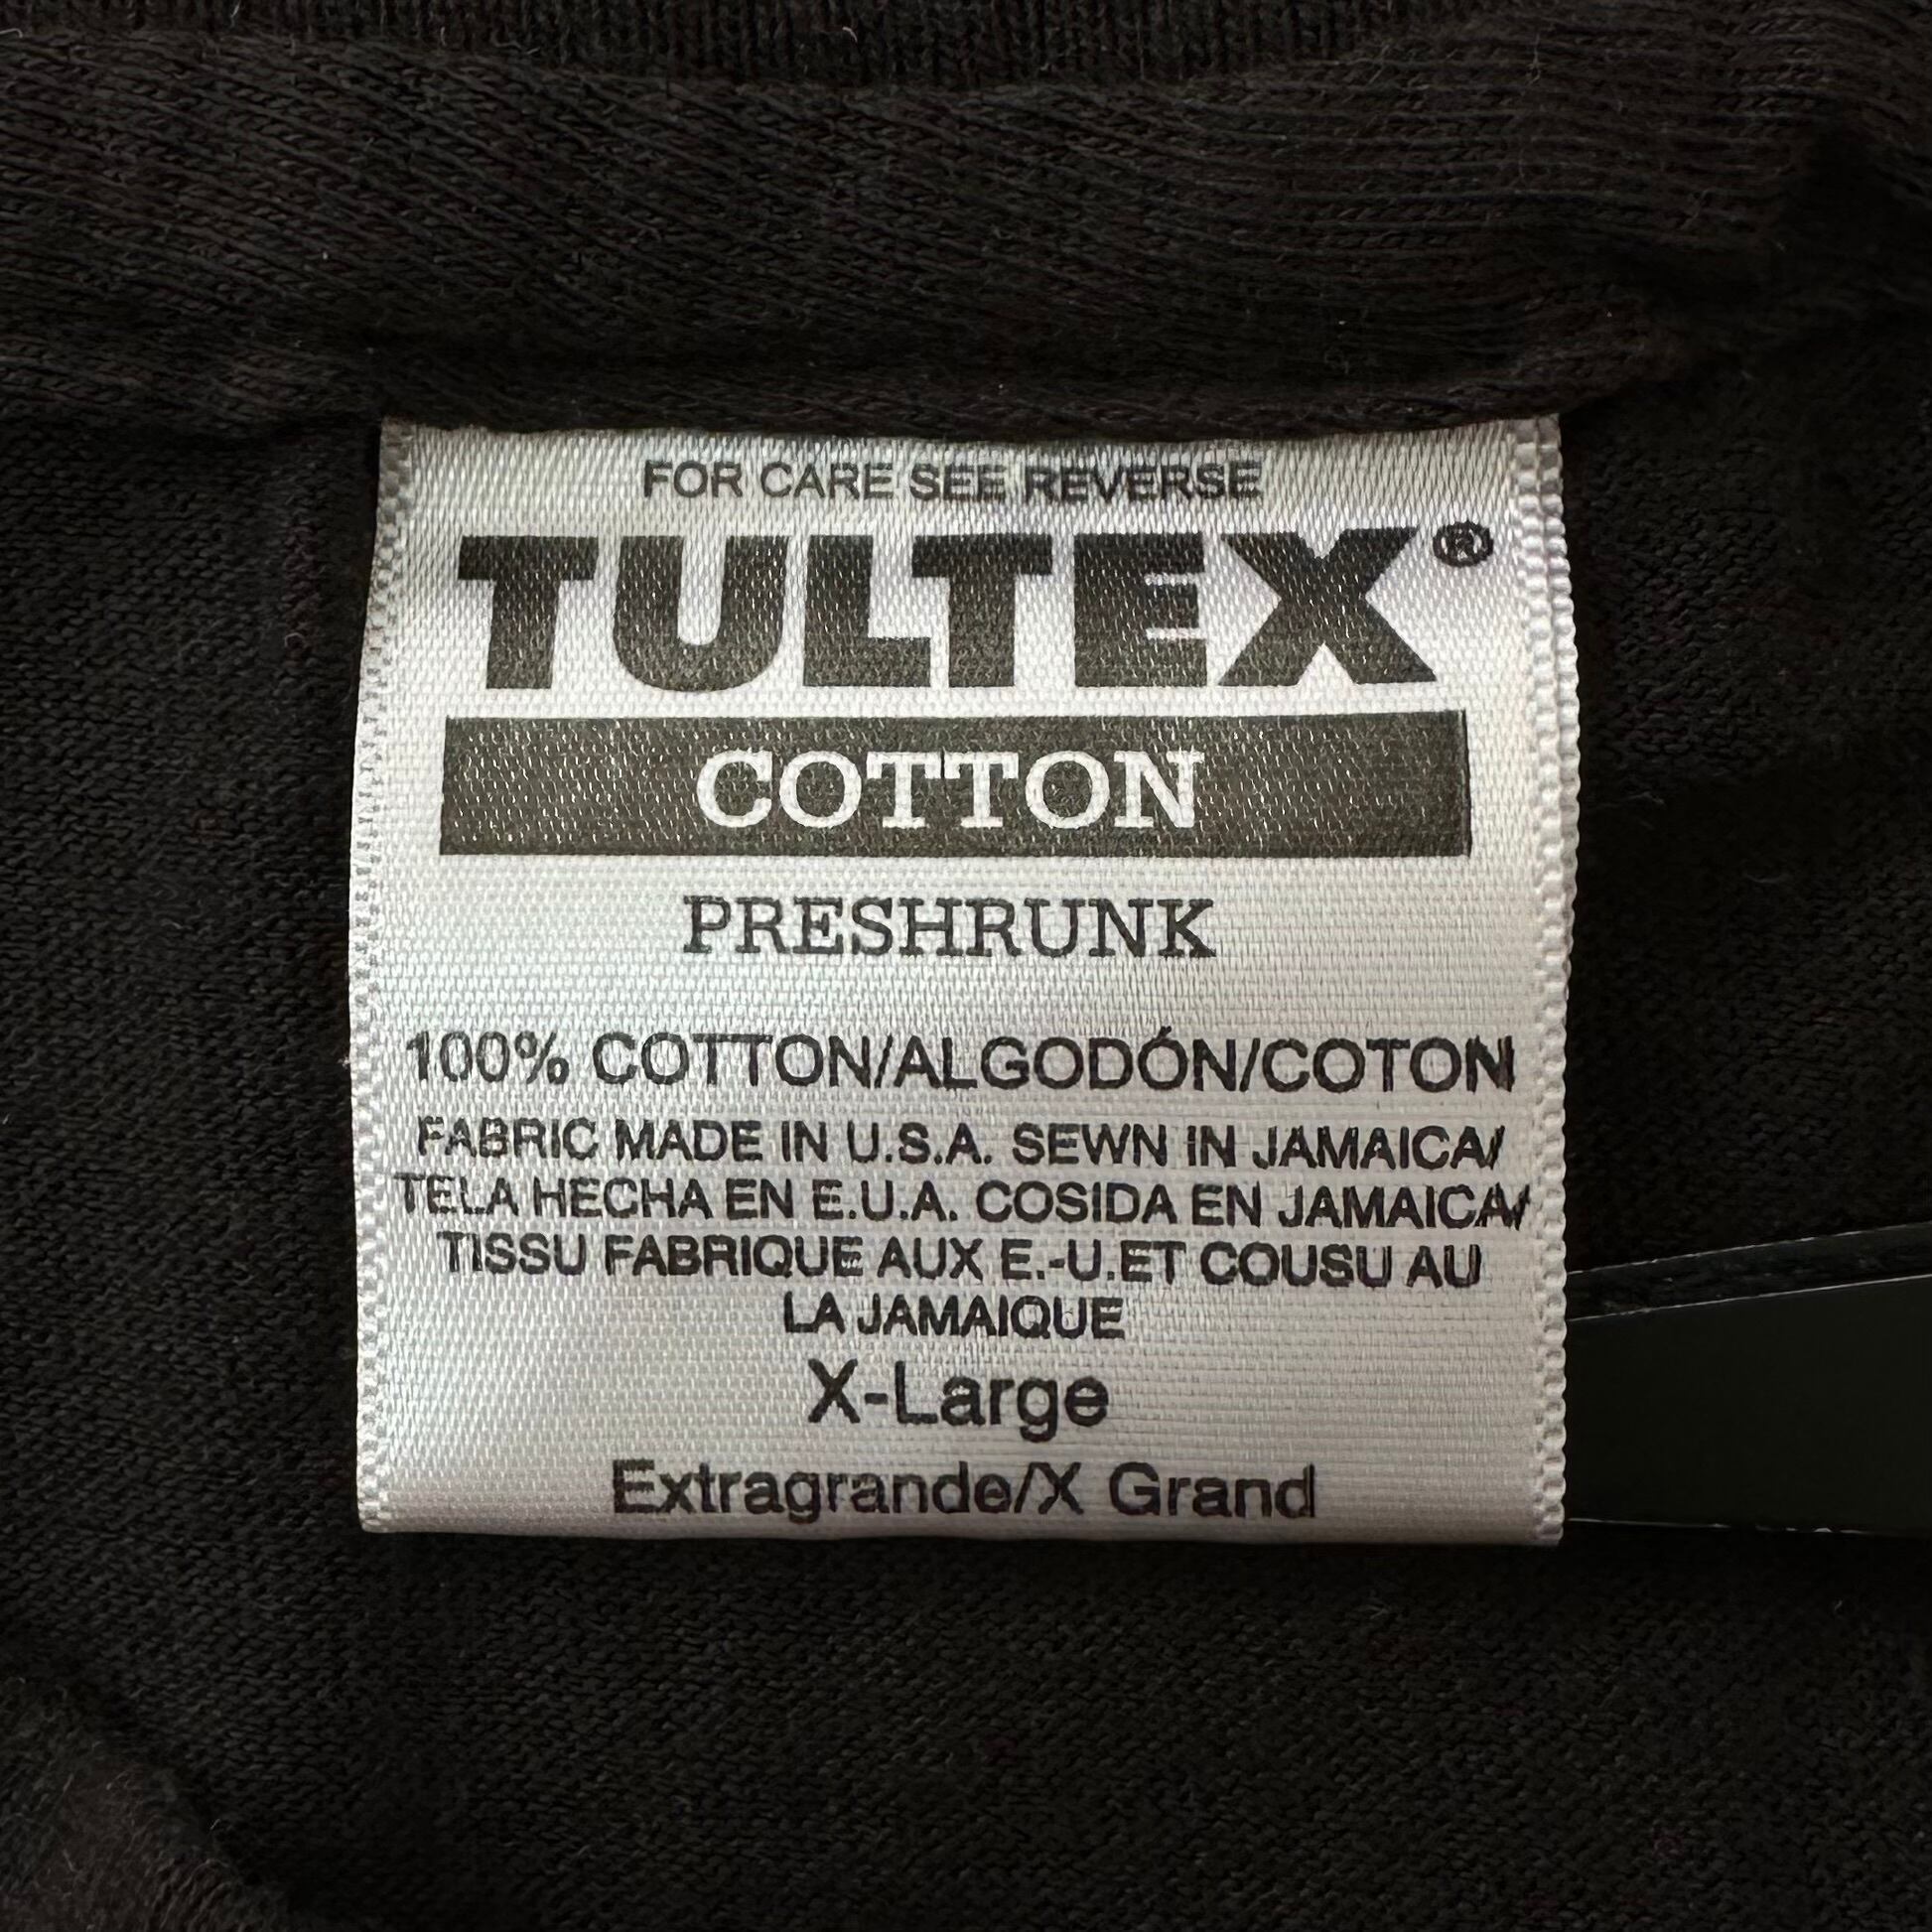 FOR CARE SEE REVERSE
TULTEX®
COTTON
PRESHRUNK
100% COTTON/ALGODÓN/COTON
FABRIC MADE IN U.S.A. SEWN IN JAMAICA/
TELA HECHA EN E.U.A. COSIDA EN JAMAICA/
TISSU FABRIQUE AUX E.-U.ET COUSU AU
LA JAMAIQUE
X-Large
Extragrande/X Grand